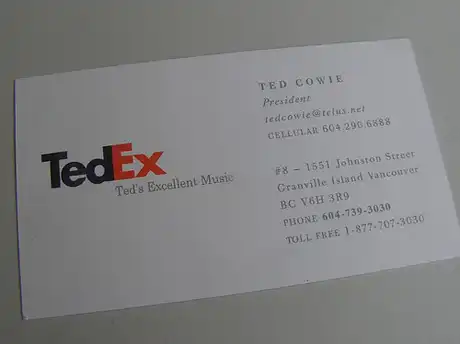 TedEx
Ted's Excellent Music
TED COWIE
President
tedcowie@telus.net
CELLULAR 604.290.6888
#8 – 1551 Johnston Street
Granville Island Vancouver
BC V6H 3R9
PHONE 604-739-3030
TOLL FREE 1-877-707-3030